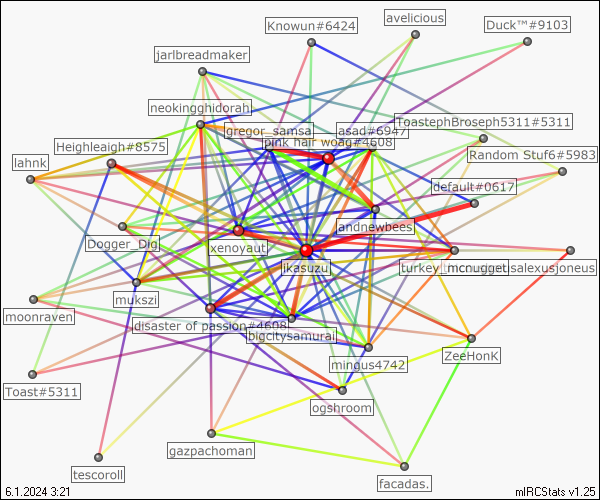 avelicious
Knowun#6424
Duck™#9103
jarlbreadmaker
neokingghidorah
ToastephBroseph5311#5311
gregor_samsa
asad#6947
pink hair woag#4608
Heighleaigh#8575
Random Stuf6#5983
lahnk
default#0617
andnewbees
Dogger_Dig
xenoyaut
ikasuzu
turkey_mcnugget
alexusjoneus
mukszi
moonraven
disaster of passion#4608
bigcitysamurai
mingus4742
ZeeHonK
Toast#5311
ogshroom
gazpachoman
tescoroll
facadas.
6.1.2024 3:21
mIRCStats v1.25